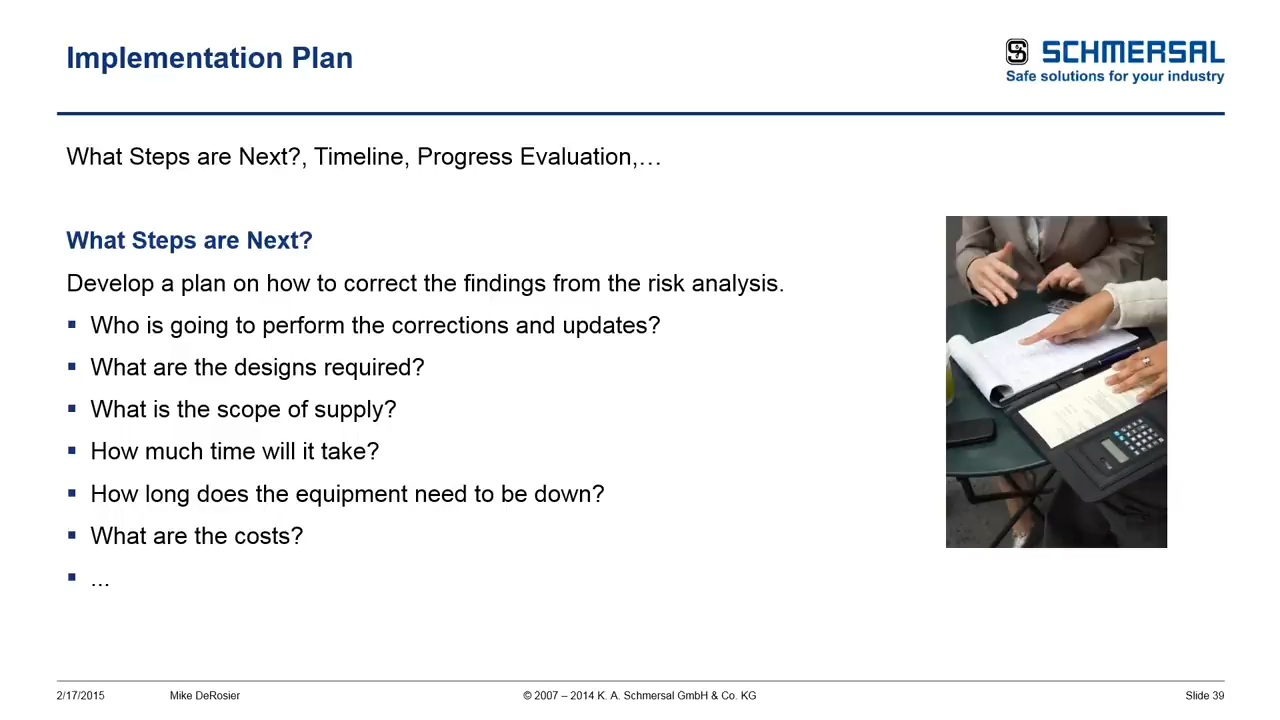 Implementation Plan
SCHMERSAL
Safe solutions for your industry
What Steps are Next?, Timeline, Progress Evaluation,…
What Steps are Next?
Develop a plan on how to correct the findings from the risk analysis.
Who is going to perform the corrections and updates?
What are the designs required?
What is the scope of supply?
How much time will it take?
How long does the equipment need to be down?
What are the costs?
...
2/17/2015 Mike DeRosier © 2007 – 2014 K. A. Schmersal GmbH & Co. KG Slide 39